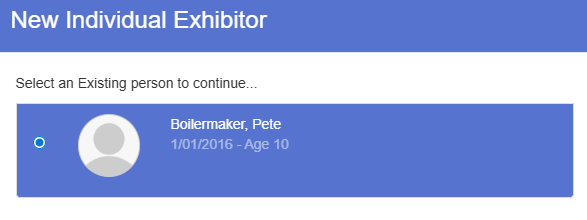 New Individual Exhibitor
Select an Existing person to continue...
Boilermaker, Pete
1/01/2016 - Age 10